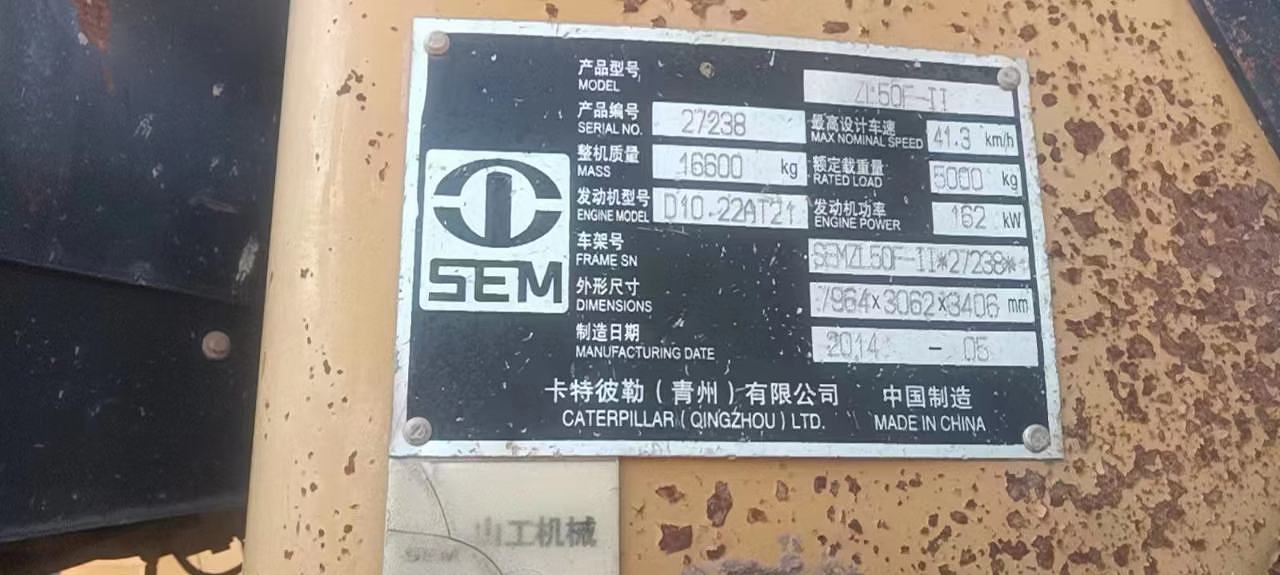 产品型号
MODEL
ZL50F-II
产品编号
SERIAL NO.
27238
最高设计车速
MAX NOMINAL SPEED
41.3 km/h
整机质量
MASS
16600 kg
额定载重量
RATED LOAD
5000 kg
发动机型号
ENGINE MODEL
D10.22AT21
发动机功率
ENGINE POWER
162 kW
车架号
FRAME SN
SEMZL50F-II*27238*
外形尺寸
DIMENSIONS
7964x3062x3406 mm
制造日期
MANUFACTURING DATE
2014 - 05
SEM
卡特彼勒（青州）有限公司
CATERPILLAR (QINGZHOU) LTD.
中国制造
MADE IN CHINA
SEM
山工机械